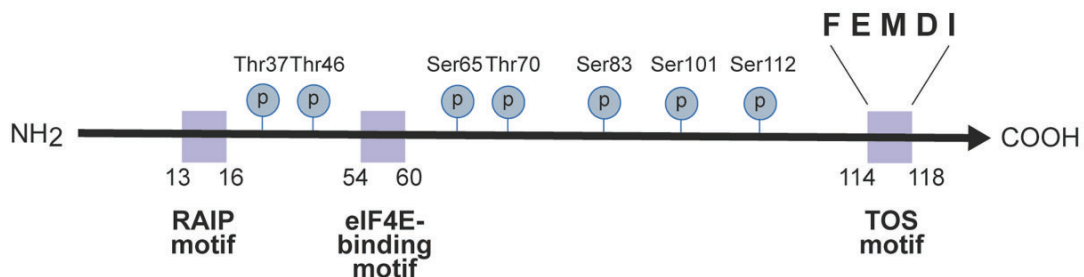 F E M D I
Thr37 Thr46 Ser65 Thr70 Ser83 Ser101 Ser112
p p p p p p p
NH2 COOH
13 16 54 60 114 118
RAIP eIF4E- TOS
motif binding motif
motif